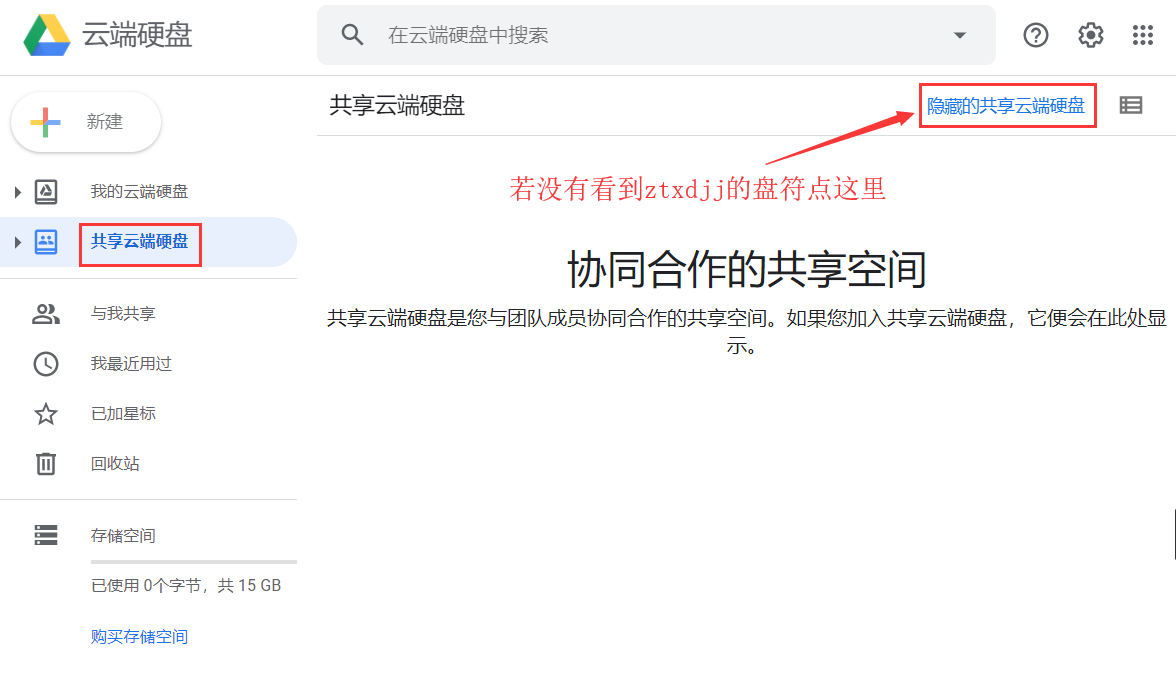 云端硬盘
在云端硬盘中搜索
新建
共享云端硬盘
隐藏的共享云端硬盘
若没有看到ztxdjj的盘符点这里
我的云端硬盘
共享云端硬盘
协同合作的共享空间
共享云端硬盘是您与团队成员协同合作的共享空间。如果您加入共享云端硬盘，它便会在此处显
示。
与我共享
我最近用过
已加星标
回收站
存储空间
已使用 0个字节，共 15 GB
购买存储空间